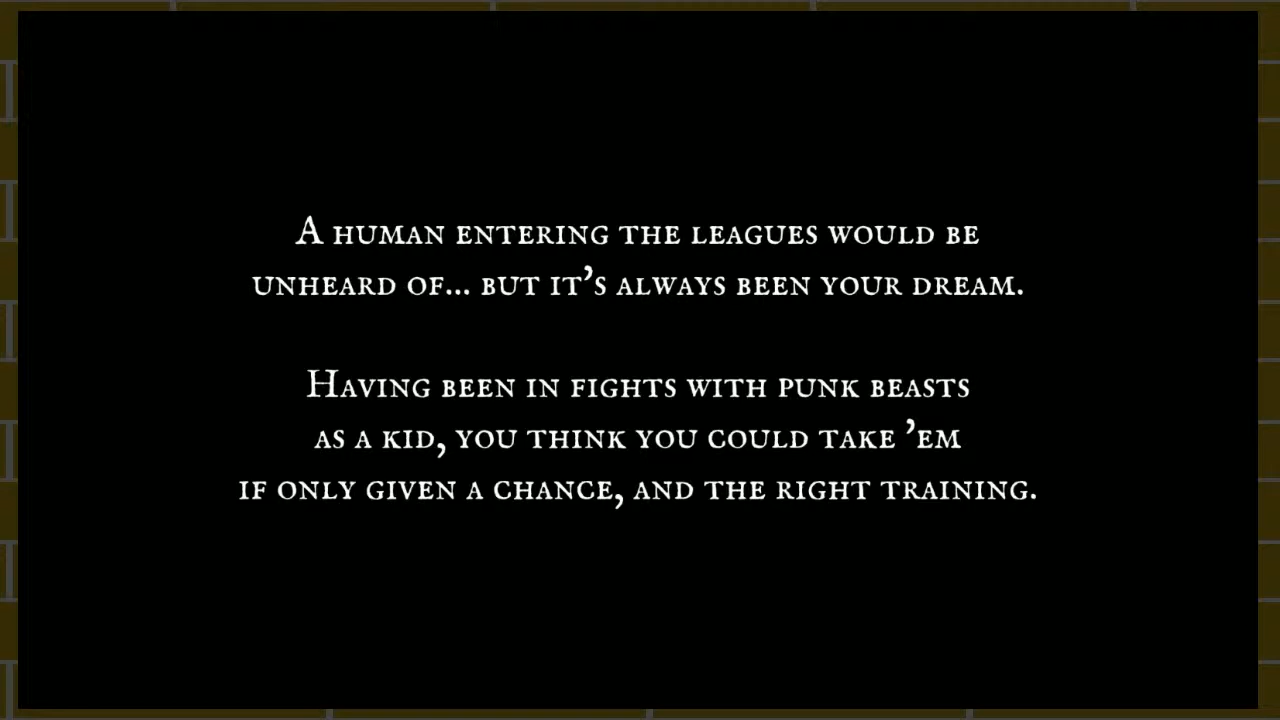 A human entering the leagues would be
unheard of... but it's always been your dream.
Having been in fights with punk beasts
as a kid, you think you could take 'em
if only given a chance, and the right training.